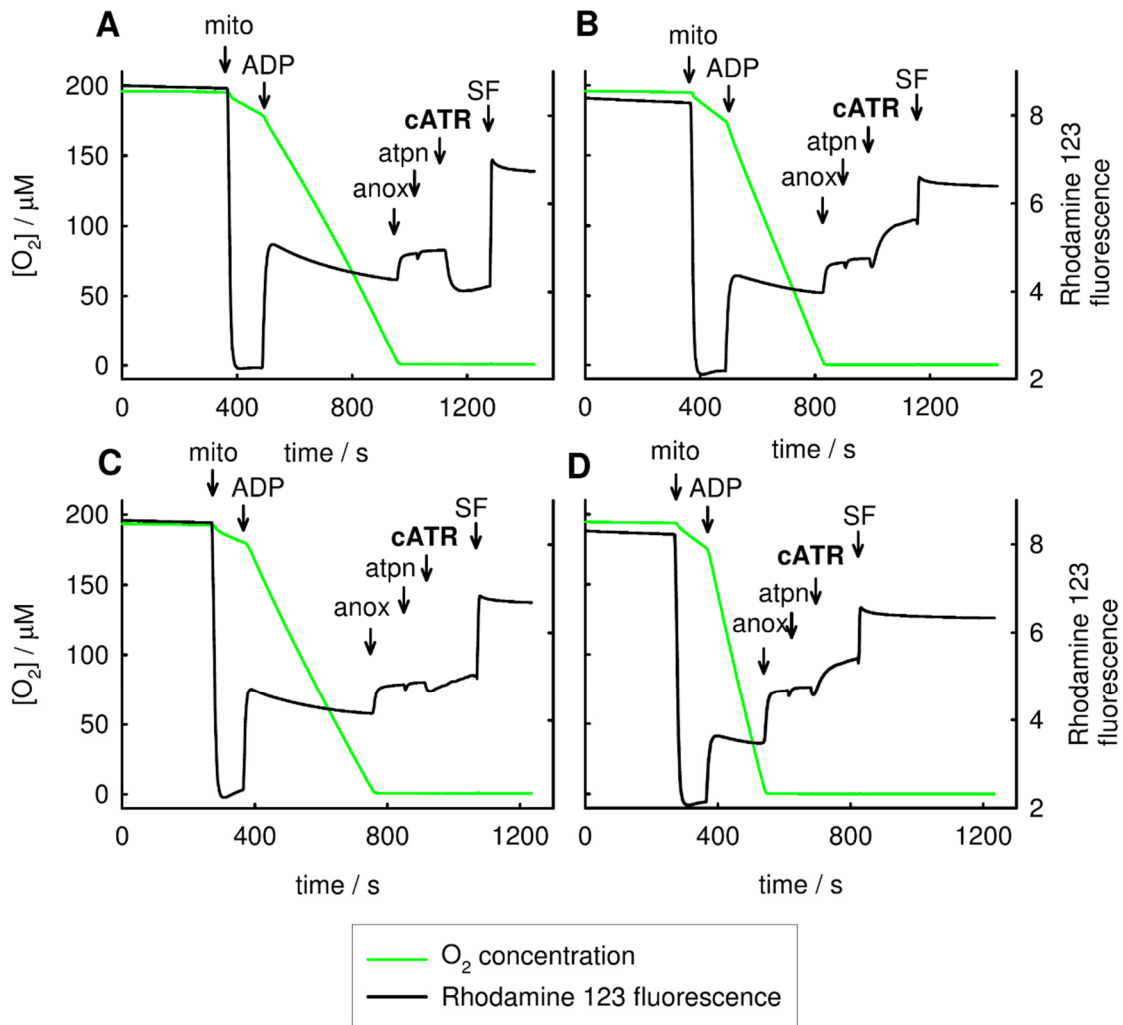 A
mito
ADP
SF
cATR
atpn
anox
200
150
100
50
0
[O2] / μM
0
400
800
1200
time / s
B
mito
ADP
SF
cATR
atpn
anox
8
6
4
2
Rhodamine 123
fluorescence
0
400
800
1200
time / s
C
mito
ADP
SF
cATR
atpn
anox
200
150
100
50
0
[O2] / μM
0
400
800
1200
time / s
D
mito
ADP
SF
cATR
atpn
anox
8
6
4
2
Rhodamine 123
fluorescence
0
400
800
1200
time / s
O2 concentration
Rhodamine 123 fluorescence